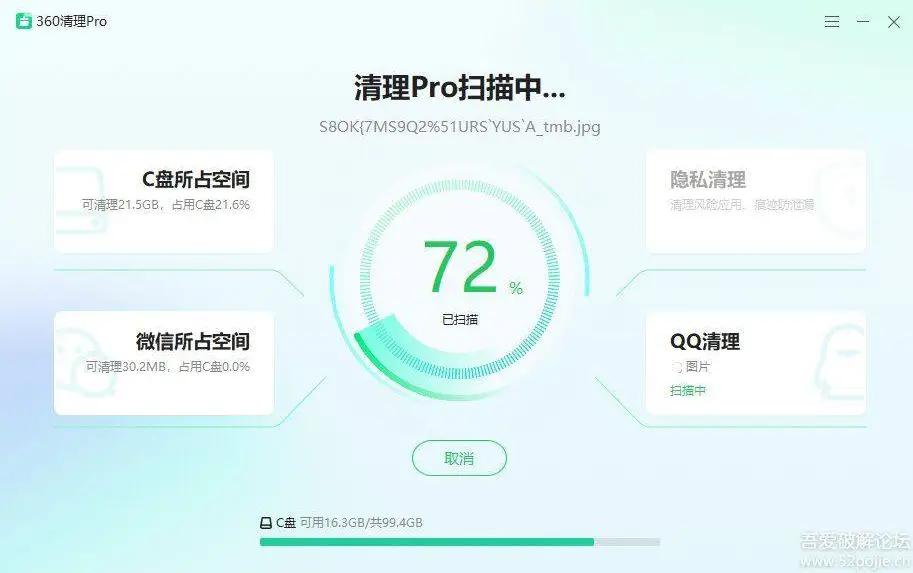 360清理Pro
清理Pro扫描中...
S8OK{7MS9Q2%51URS`YUS`A_tmb.jpg
C盘所占空间
可清理21.5GB，占用C盘21.6%
隐私清理
清理风险应用、痕迹防泄漏
72%
已扫描
微信所占空间
可清理30.2MB，占用C盘0.0%
QQ清理
图片
扫描中
取消
C盘 可用16.3GB/共99.4GB
吾爱破解论坛
www.52pojie.cn